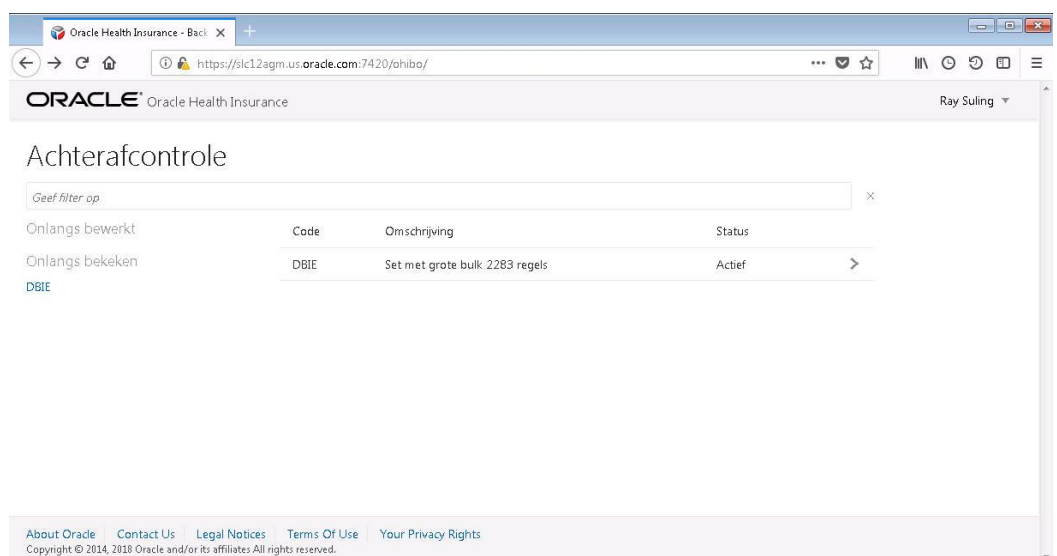 Oracle Health Insurance - Back
https://slc12agm.us.oracle.com:7420/ohibo/
ORACLE® Oracle Health Insurance
Ray Suling
Achterafcontrole
Geef filter op
Onlangs bewerkt
Onlangs bekeken
DBIE
Code Omschrijving Status
DBIE Set met grote bulk 2283 regels Actief
About Oracle Contact Us Legal Notices Terms Of Use Your Privacy Rights
Copyright © 2014, 2018 Oracle and/or its affiliates All rights reserved.